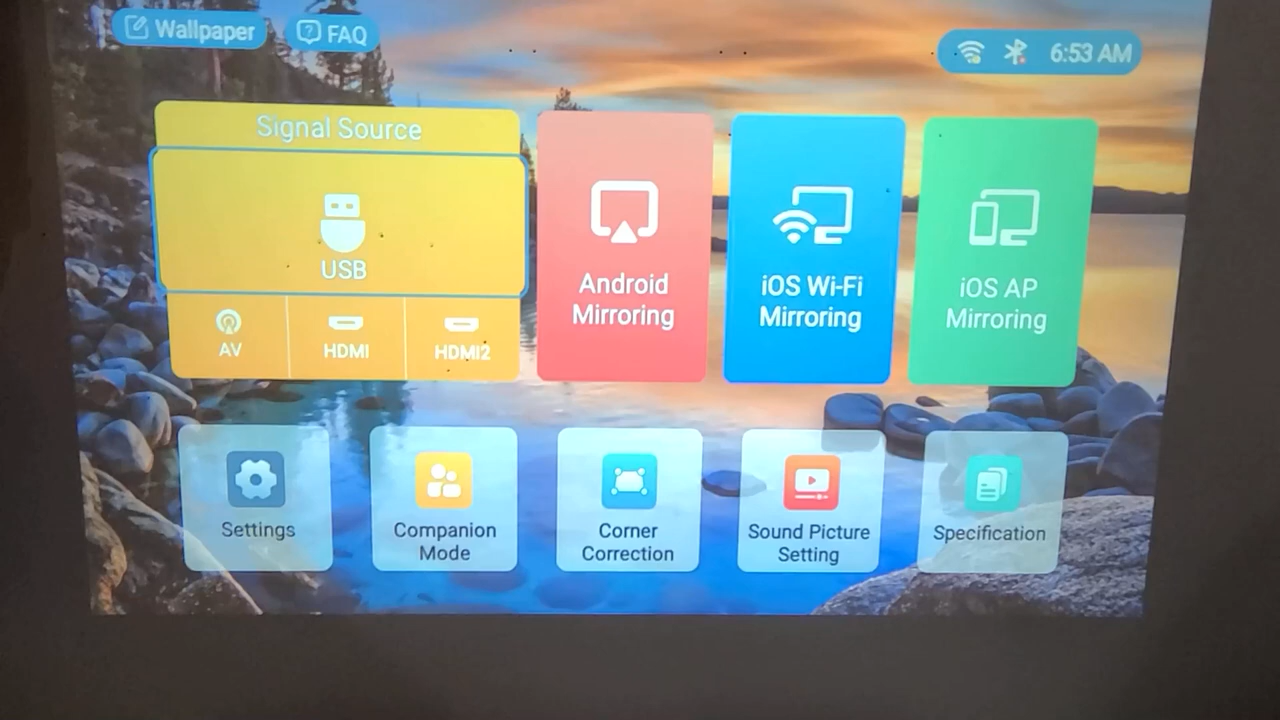 Wallpaper
FAQ
6:53 AM
Signal Source
USB
AV
HDMI
HDMI2
Android
Mirroring
iOS Wi-Fi
Mirroring
iOS AP
Mirroring
Settings
Companion
Mode
Corner
Correction
Sound Picture
Setting
Specification